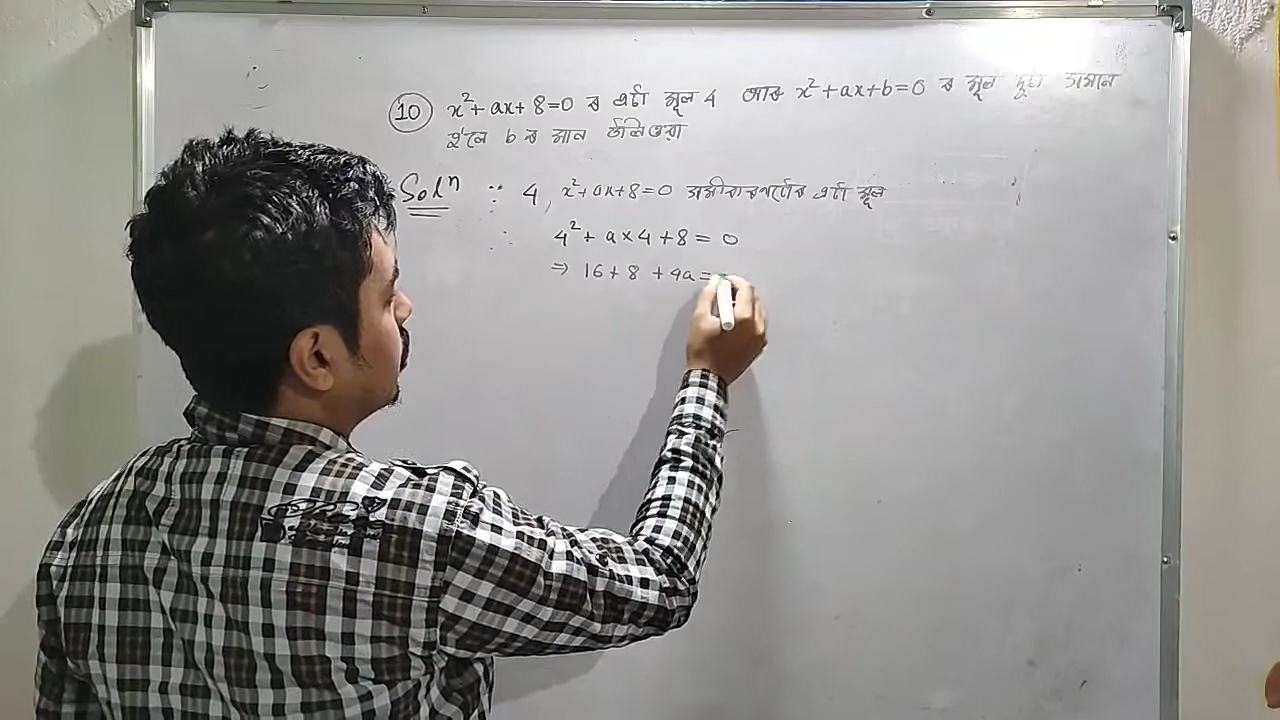 10 x²+ax+8=0 ৰ এটা মূল 4 আৰু x²+ax+b=0 ৰ মূল দুটা সমান
হ'লে b ৰ মান উলিওৱা
Solⁿ ∵ 4, x²+ax+8=0 সমীকৰণটোৰ এটা মূল
∴ 4²+a×4+8=0
⇒ 16+8+4a=